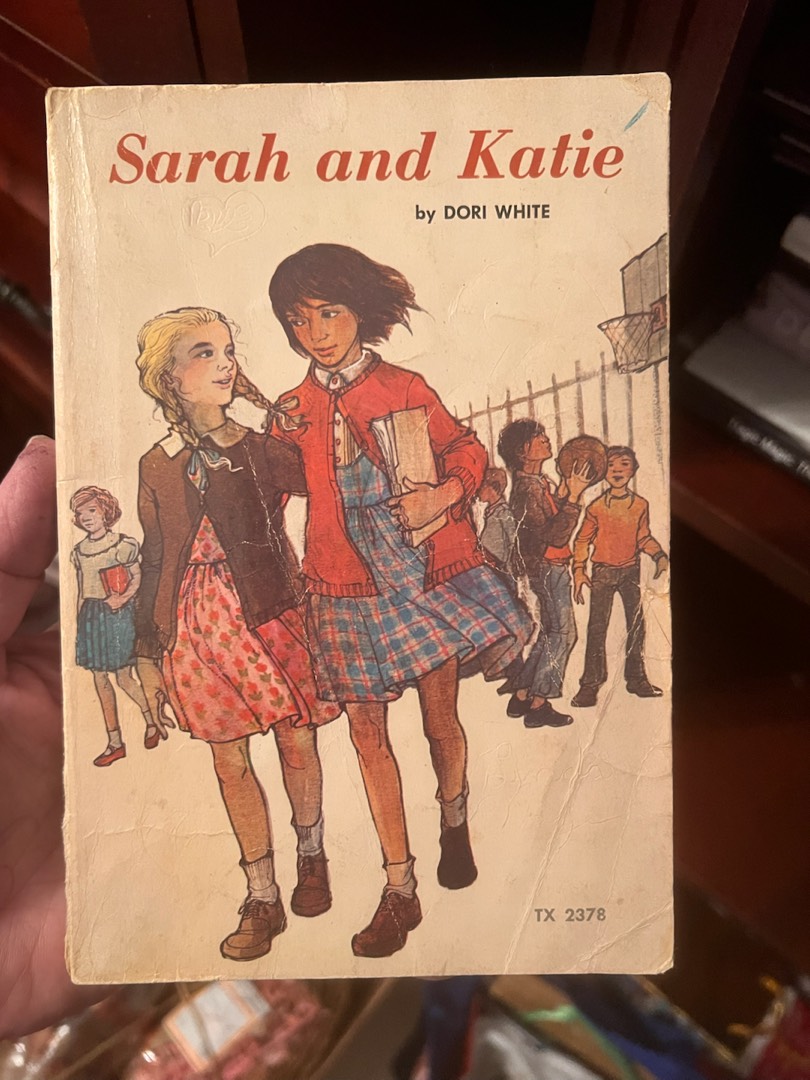 Sarah and Katie
by DORI WHITE
TX 2378